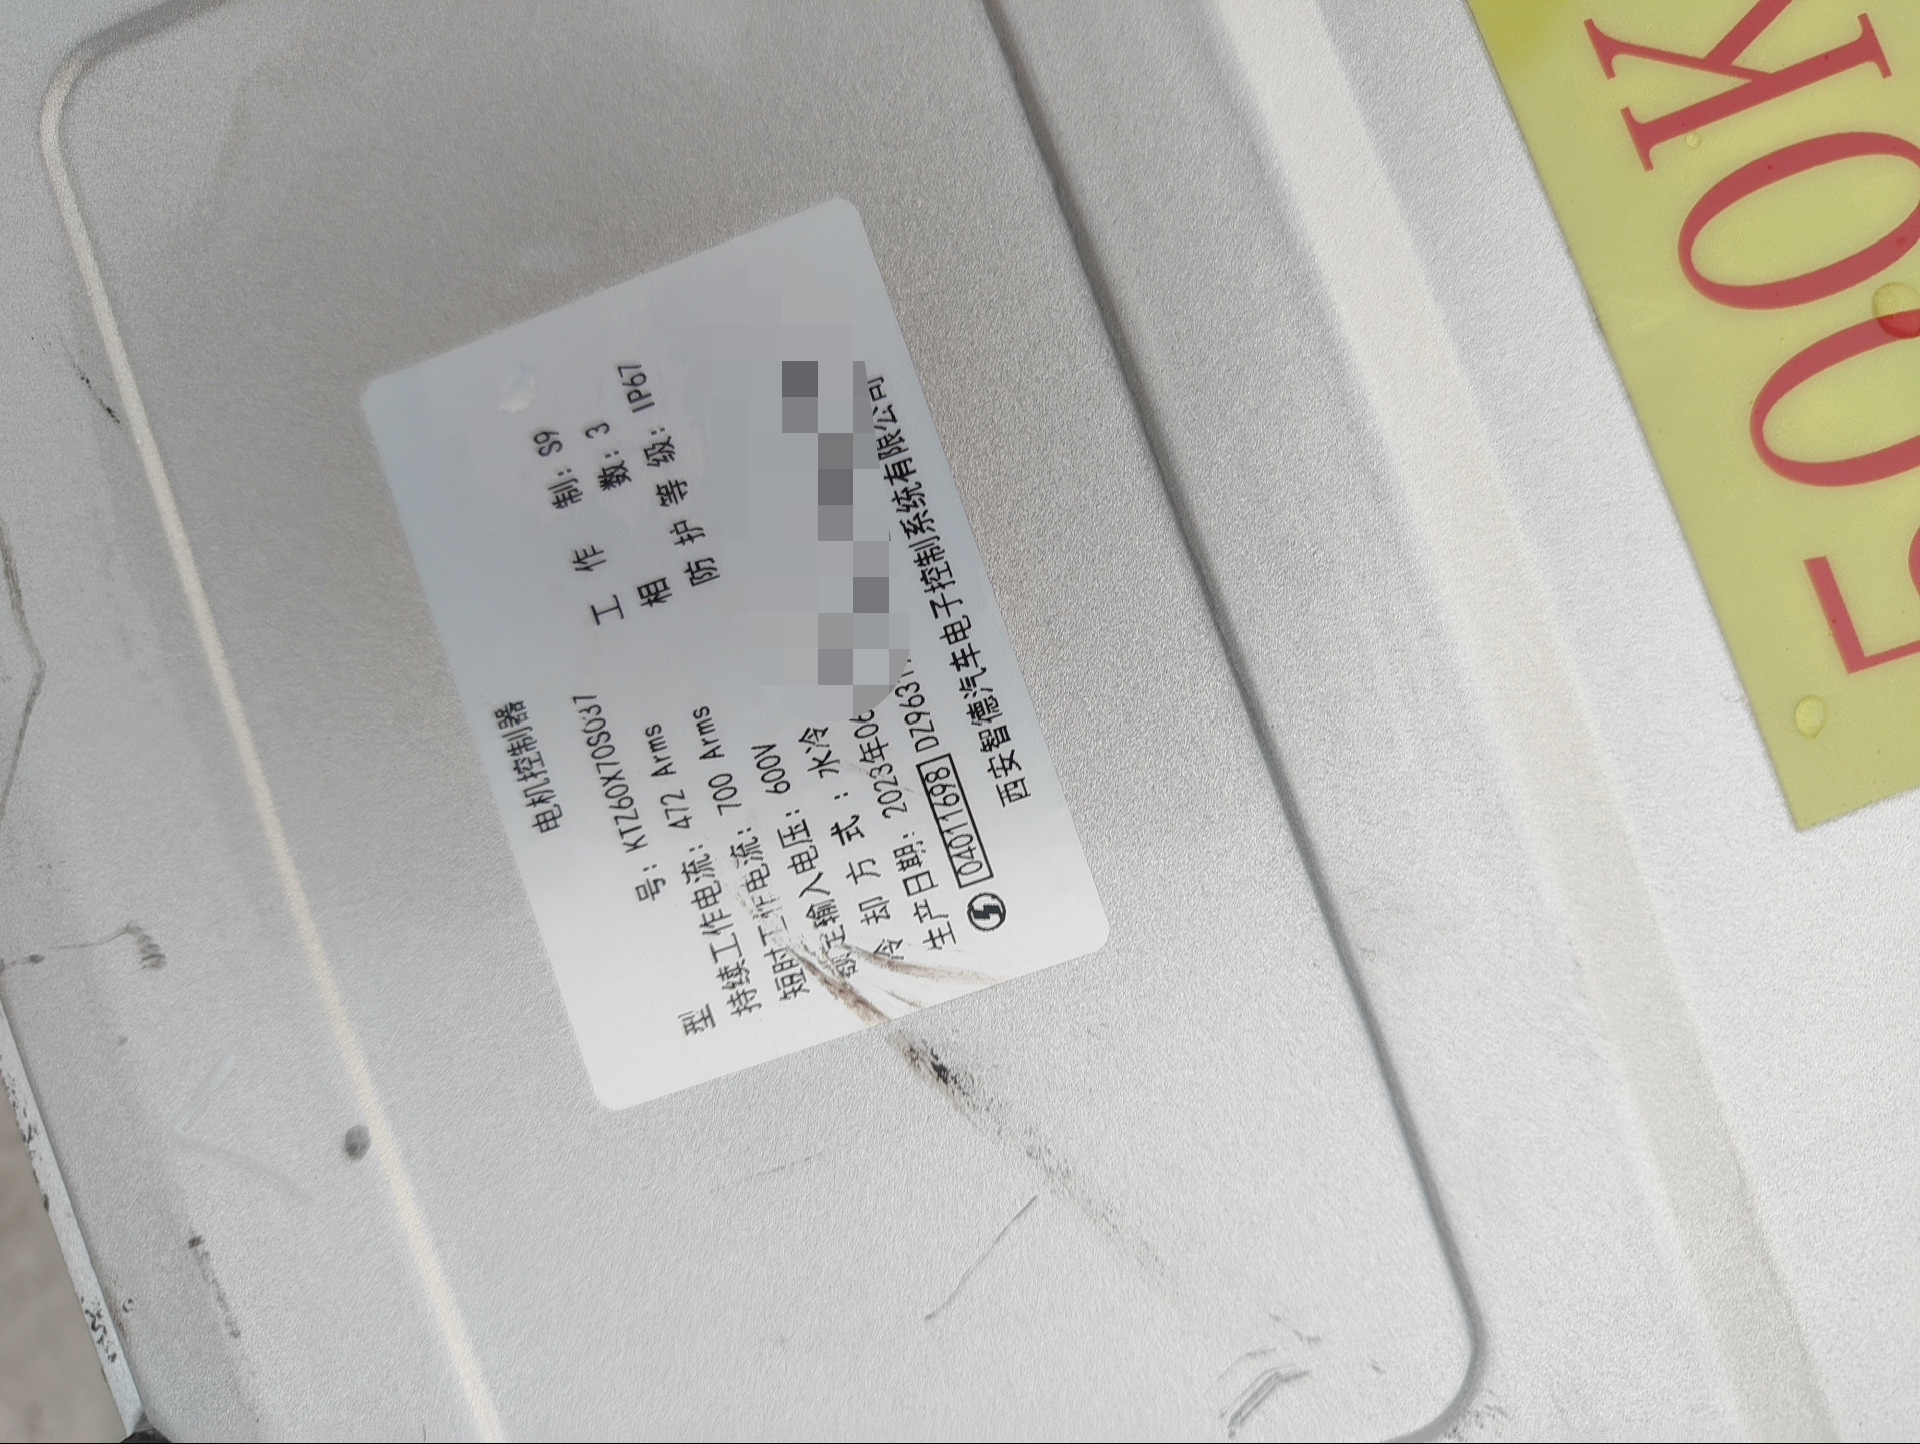 电机控制器
型 号: KTZ60X70S037
工 作 制: S9
持续工作电流: 472 Arms
相 数: 3
短时工作电流: 700 Arms
防 护 等 级: IP67
额定输入电压: 600V
冷 却 方 式: 水冷
生产日期: 2023年06
04011698 DZ9631
西安智德汽车电子控制系统有限公司
500K